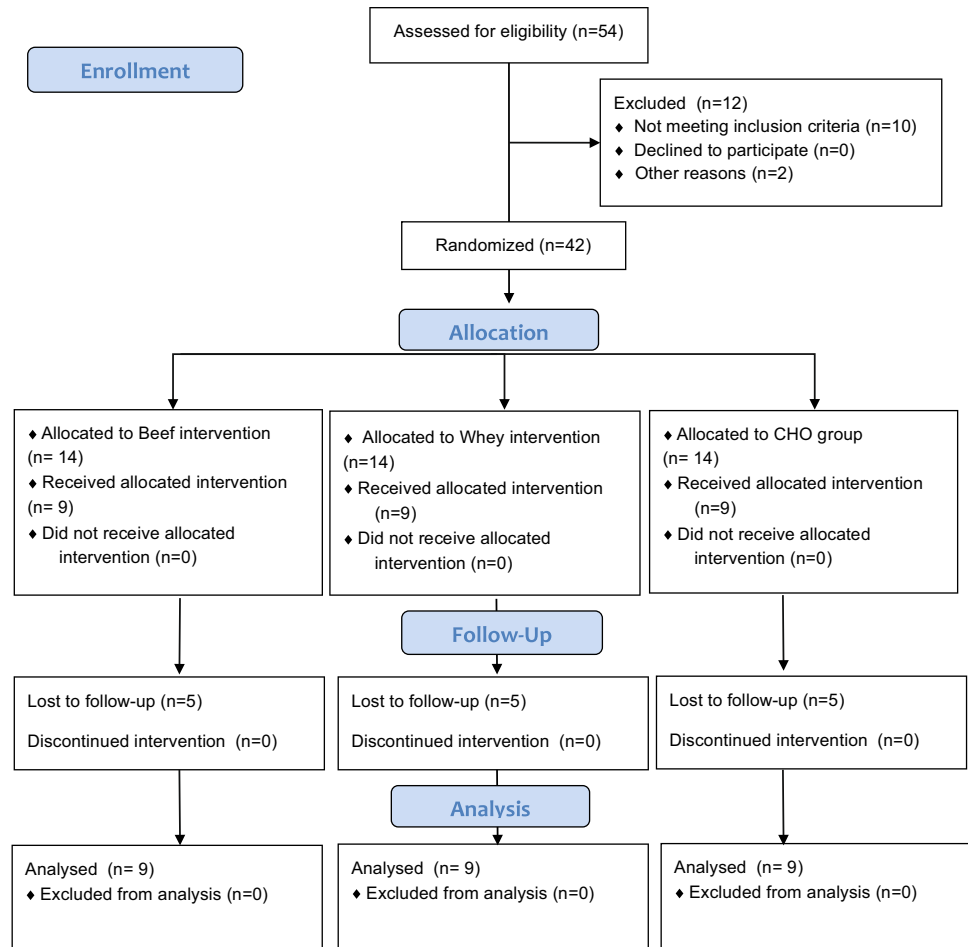 Assessed for eligibility (n=54)
Enrollment
Excluded (n=12)
♦ Not meeting inclusion criteria (n=10)
♦ Declined to participate (n=0)
♦ Other reasons (n=2)
Randomized (n=42)
Allocation
♦ Allocated to Beef intervention
(n= 14)
♦ Received allocated intervention
(n= 9)
♦ Did not receive allocated
intervention (n=0)
♦ Allocated to Whey intervention
(n=14)
♦ Received allocated intervention
(n=9)
♦ Did not receive allocated
intervention (n=0)
♦ Allocated to CHO group
(n= 14)
♦ Received allocated intervention
(n=9)
♦ Did not receive allocated
intervention (n=0)
Follow-Up
Lost to follow-up (n=5)
Discontinued intervention (n=0)
Lost to follow-up (n=5)
Discontinued intervention (n=0)
Lost to follow-up (n=5)
Discontinued intervention (n=0)
Analysis
Analysed (n= 9)
♦ Excluded from analysis (n=0)
Analysed (n= 9)
♦ Excluded from analysis (n=0)
Analysed (n= 9)
♦ Excluded from analysis (n=0)